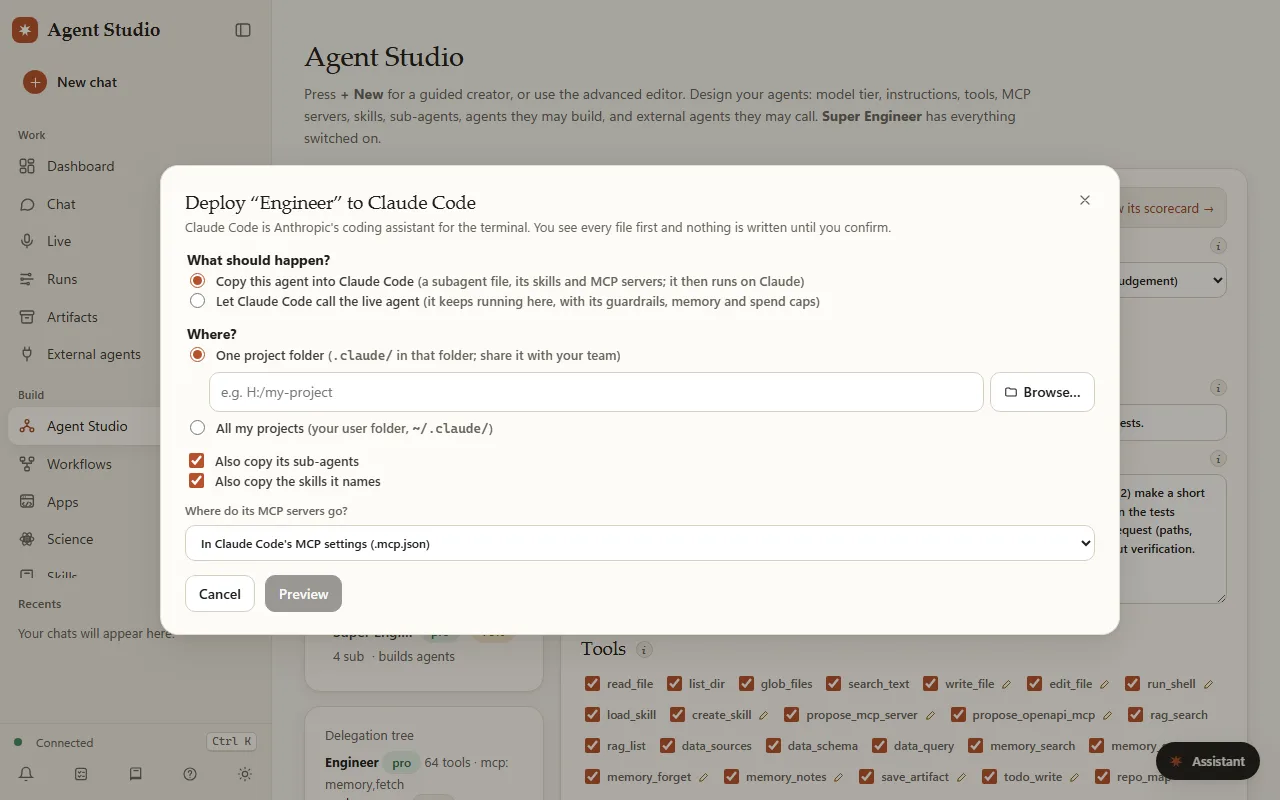 Agent Studio
New chat
Work
Dashboard
Chat
Live
Runs
Artifacts
External agents
Build
Agent Studio
Workflows
Apps
Science
Skills
Recents
Your chats will appear here.
Connected
Ctrl K
Agent Studio
Press + New for a guided creator, or use the advanced editor. Design your agents: model tier, instructions, tools, MCP
servers, skills, sub-agents, agents they may build, and external agents they may call. Super Engineer has everything
switched on.
its scorecard →
Deploy “Engineer” to Claude Code
Claude Code is Anthropic's coding assistant for the terminal. You see every file first and nothing is written until you confirm.
What should happen?
Copy this agent into Claude Code (a subagent file, its skills and MCP servers; it then runs on Claude)
Let Claude Code call the live agent (it keeps running here, with its guardrails, memory and spend caps)
Where?
One project folder (.claude/ in that folder; share it with your team)
e.g. H:/my-project
Browse...
All my projects (your user folder, ~/.claude/)
Also copy its sub-agents
Also copy the skills it names
Where do its MCP servers go?
In Claude Code's MCP settings (.mcp.json)
Cancel
Preview
2) make a short
the tests
(paths,
verification.
4 sub · builds agents
Delegation tree
Engineer pro 64 tools · mcp:
memory,fetch
Tools
read_file list_dir glob_files search_text write_file edit_file run_shell
load_skill create_skill propose_mcp_server propose_openapi_mcp rag_search
rag_list data_sources data_schema data_query memory_search
memory_forget memory_notes save_artifact todo_write repo_map
Assistant